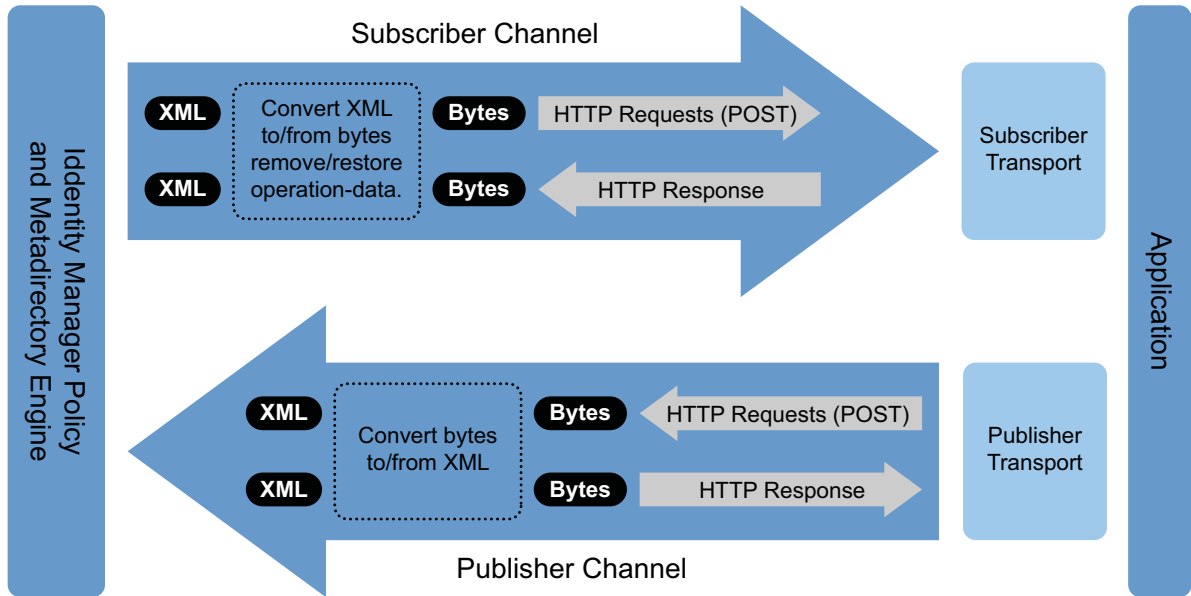 Iddentity Manager Policy
and Metadirectory Engine
Subscriber Channel
XML
Convert XML
to/from bytes
remove/restore
operation-data.
Bytes
HTTP Requests (POST)
XML
Bytes
HTTP Response
Subscriber
Transport
Application
XML
Convert bytes
to/from XML
Bytes
HTTP Requests (POST)
XML
Bytes
HTTP Response
Publisher
Transport
Publisher Channel